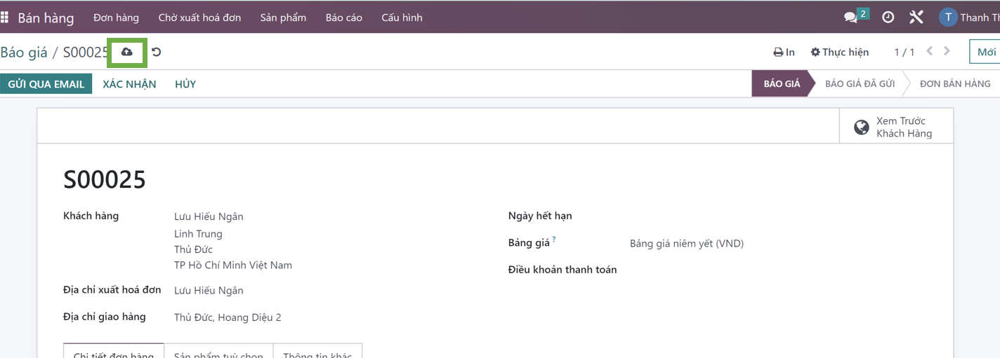 Bán hàng Đơn hàng Chờ xuất hoá đơn Sản phẩm Báo cáo Cấu hình 2 T Thanh
Báo giá / S00025 In Thực hiện 1 / 1 Mới
GỬI QUA EMAIL XÁC NHẬN HỦY BÁO GIÁ BÁO GIÁ ĐÃ GỬI ĐƠN BÁN HÀNG
Xem Trước
Khách Hàng
S00025
Khách hàng Lưu Hiếu Ngân
Linh Trung
Thủ Đức
TP Hồ Chí Minh Việt Nam
Địa chỉ xuất hoá đơn Lưu Hiếu Ngân
Địa chỉ giao hàng Thủ Đức, Hoang Diệu 2
Ngày hết hạn
Bảng giá ? Bảng giá niêm yết (VND)
Điều khoản thanh toán
Chi tiết đơn hàng Sản phẩm tuỳ chọn Thông tin khác